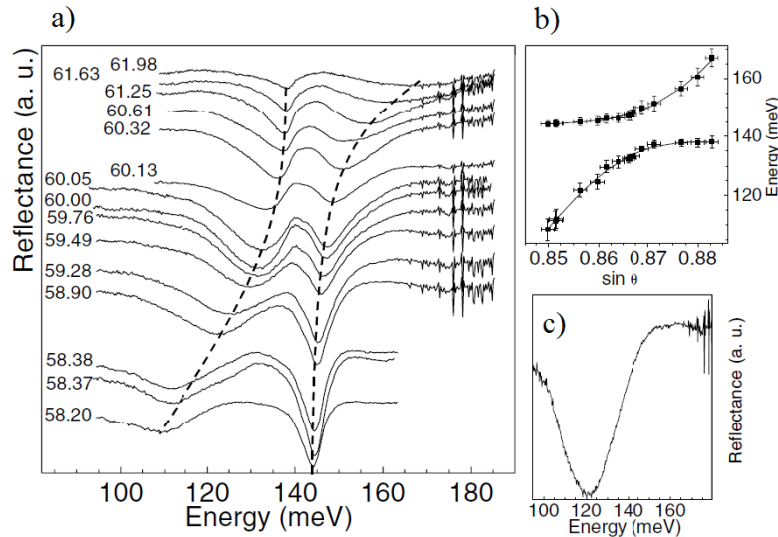 a)
61.98
61.63
61.25
60.61
60.32
60.13
60.05
60.00
59.76
59.49
59.28
58.90
58.38
58.37
58.20
Reflectance (a. u.)
100 120 140 160 180
Energy (meV)
b)
160
140
120
Energy (meV)
0.85 0.86 0.87 0.88
sin θ
c)
Reflectance (a. u.)
100 120 140 160
Energy (meV)